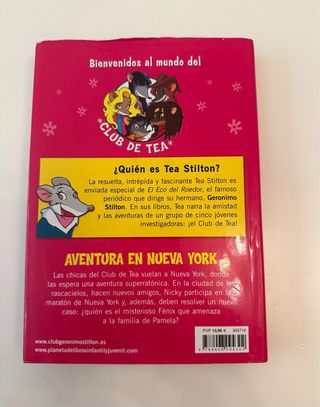 Bienvenidos al mundo del
CLUB DE TEA
¿Quién es Tea Stilton?
La resuelta, intrépida y fascinante Tea Stilton es
enviada especial de El Eco del Roedor, el famoso
periódico que dirige su hermano, Geronimo
Stilton. En sus libros, Tea narra la amistad
y las aventuras de un grupo de cinco jóvenes
investigadoras: ¡el Club de Tea!
AVENTURA EN NUEVA YORK
Las chicas del Club de Tea vuelan a Nueva York, donde
las espera una aventura superratónica. En la ciudad de los
rascacielos, hacen nuevos amigos, Nicky participa en la
maratón de Nueva York y, además, deben resolver un nuevo
caso: ¿quién es el misterioso Fénix que amenaza
a la familia de Pamela?
www.clubgeronimostilton.es
www.planetadelibrosinfantilyjuvenil.com